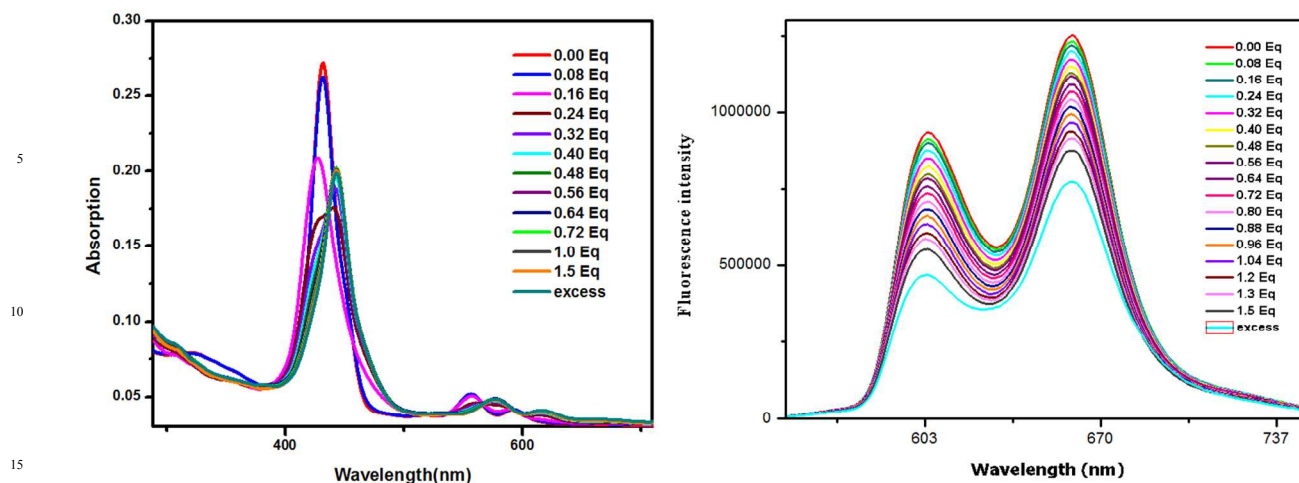 5
10
15
0.30
0.25
0.20
0.15
0.10
0.05
Absorption
400
600
Wavelength(nm)
0.00 Eq
0.08 Eq
0.16 Eq
0.24 Eq
0.32 Eq
0.40 Eq
0.48 Eq
0.56 Eq
0.64 Eq
0.72 Eq
1.0 Eq
1.5 Eq
excess
1000000
500000
0
Fluorescence intensity
603
670
737
Wavelength (nm)
0.00 Eq
0.08 Eq
0.16 Eq
0.24 Eq
0.32 Eq
0.40 Eq
0.48 Eq
0.56 Eq
0.64 Eq
0.72 Eq
0.80 Eq
0.88 Eq
0.96 Eq
1.04 Eq
1.2 Eq
1.3 Eq
1.5 Eq
excess